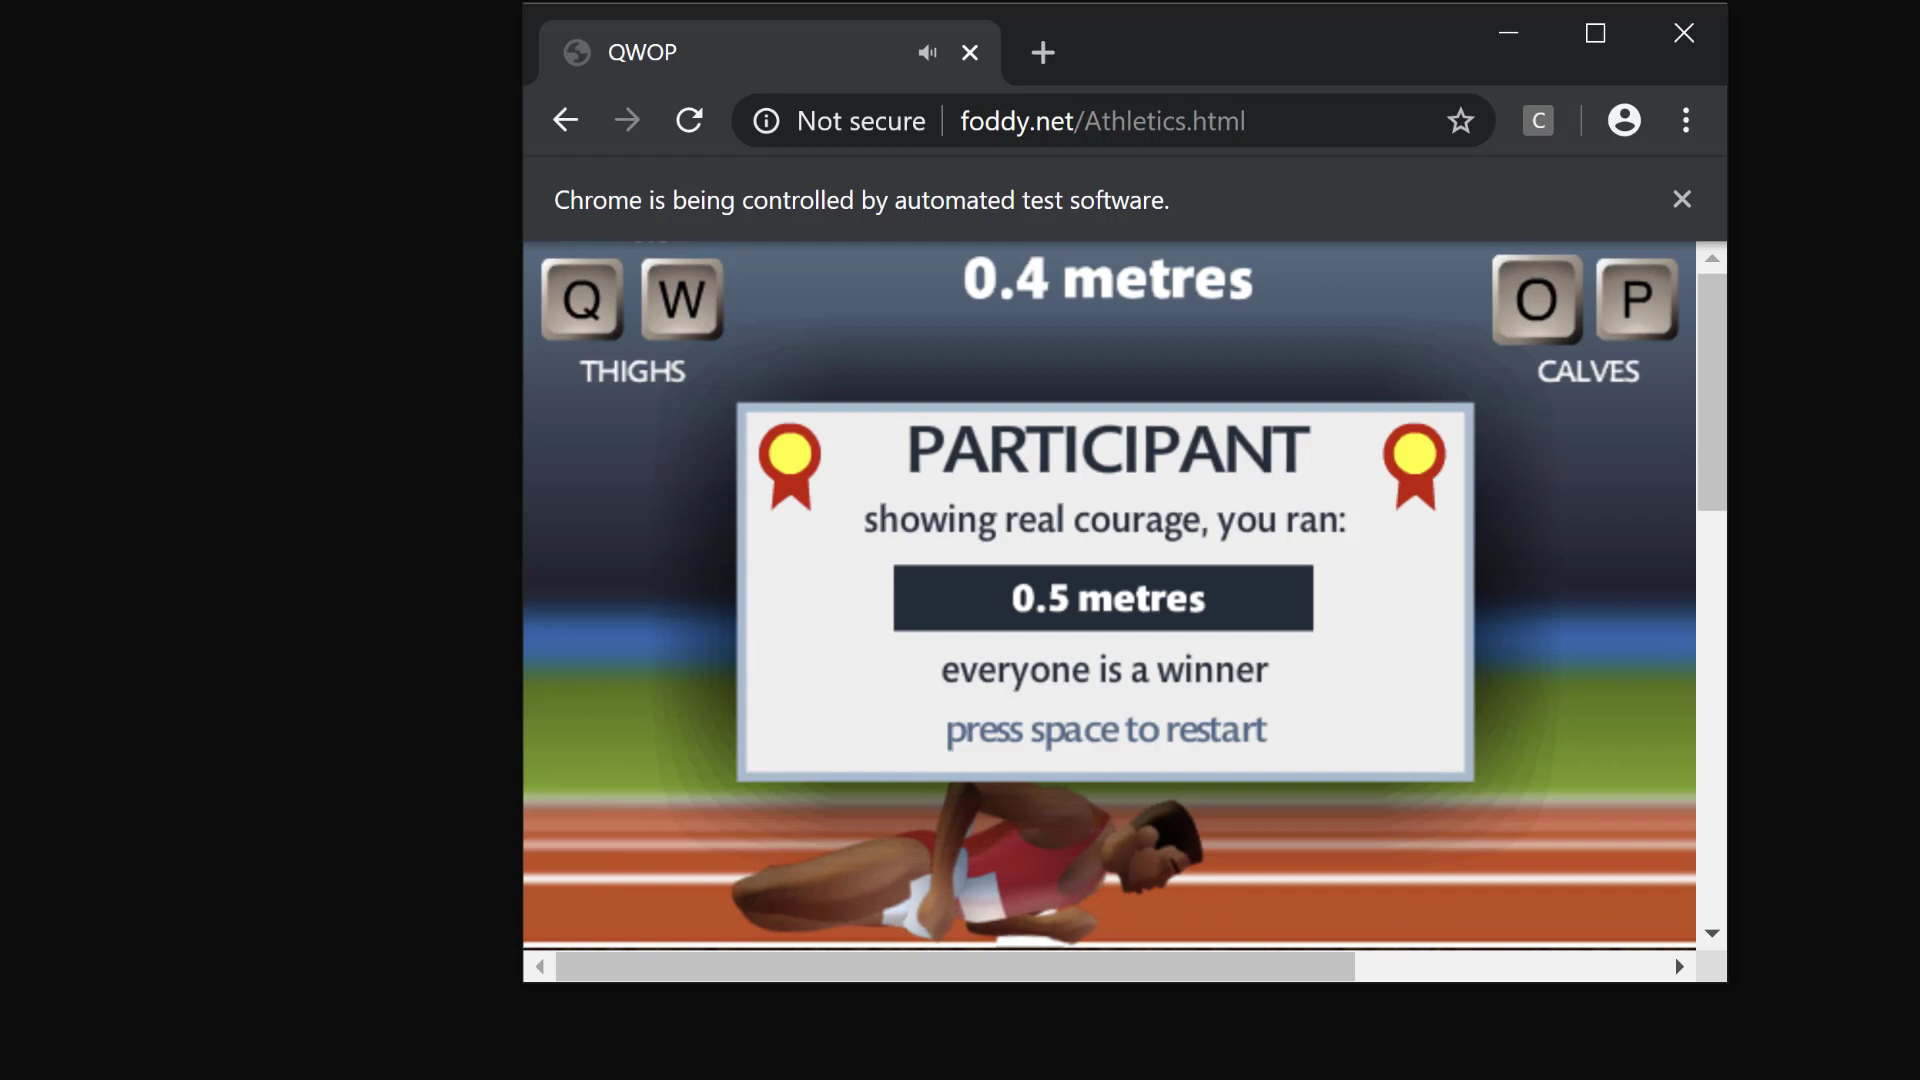 QWOP
Not secure foddy.net/Athletics.html
C
Chrome is being controlled by automated test software.
0.4 metres
Q W
O P
THIGHS
CALVES
PARTICIPANT
showing real courage, you ran:
0.5 metres
everyone is a winner
press space to restart